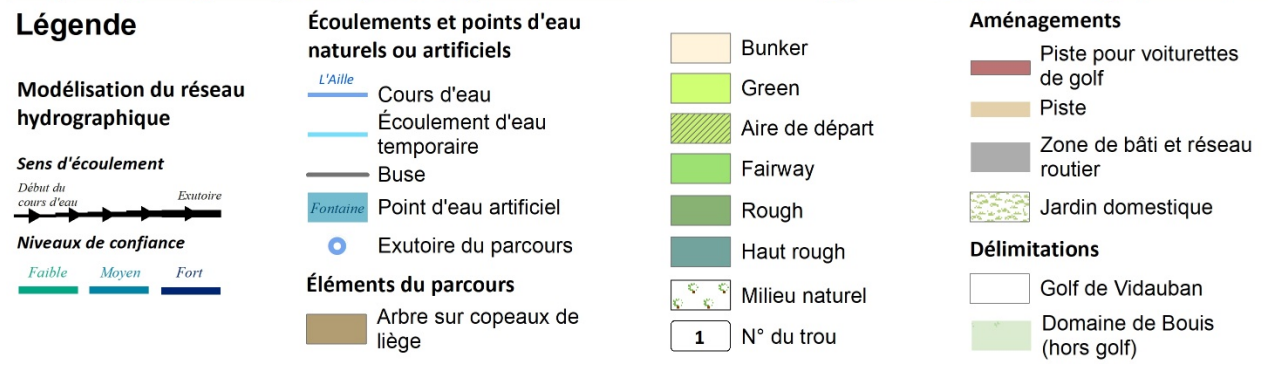 Légende
Modélisation du réseau
hydrographique
Sens d'écoulement
Début du
cours d'eau
Exutoire
Niveaux de confiance
Faible
Moyen
Fort
Écoulements et points d'eau
naturels ou artificiels
L'Aille
Cours d'eau
Écoulement d'eau
temporaire
Buse
Fontaine
Point d'eau artificiel
Exutoire du parcours
Éléments du parcours
Arbre sur copeaux de
liège
Bunker
Green
Aire de départ
Fairway
Rough
Haut rough
Milieu naturel
1
N° du trou
Aménagements
Piste pour voiturettes
de golf
Piste
Zone de bâti et réseau
routier
Jardin domestique
Délimitations
Golf de Vidauban
Domaine de Bouis
(hors golf)